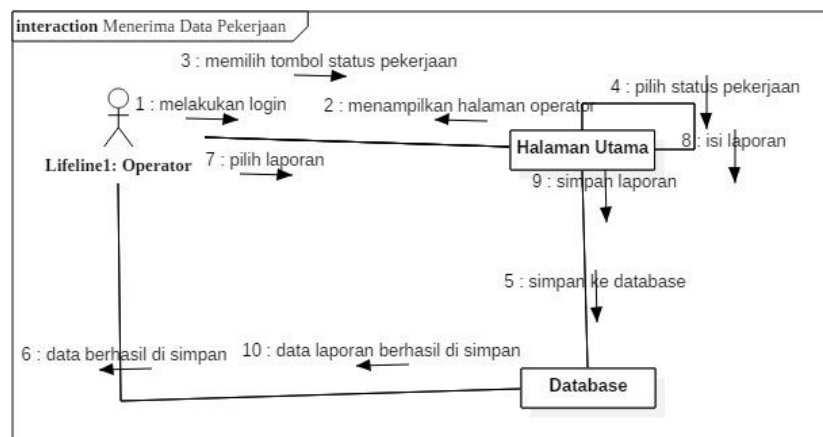 interaction Menerima Data Pekerjaan
3 : memilih tombol status pekerjaan
4 : pilih status pekerjaan
1 : melakukan login
2 : menampilkan halaman operator
Halaman Utama
8 : isi laporan
Lifeline1: Operator
7 : pilih laporan
9 : simpan laporan
5 : simpan ke database
6 : data berhasil di simpan
10 : data laporan berhasil di simpan
Database